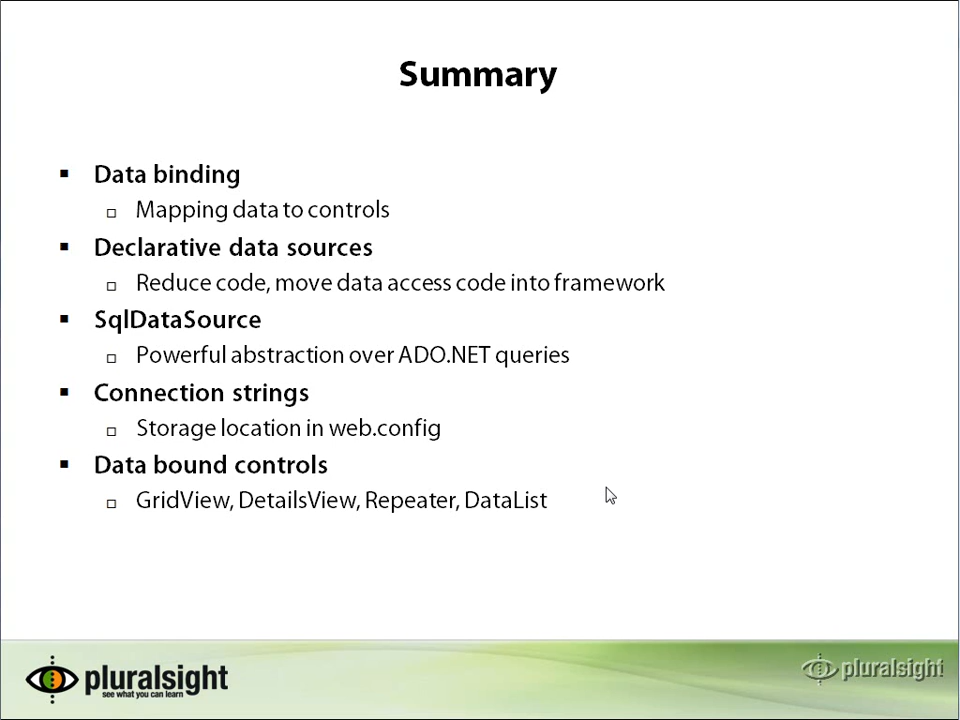 Summary
Data binding
Mapping data to controls
Declarative data sources
Reduce code, move data access code into framework
SqlDataSource
Powerful abstraction over ADO.NET queries
Connection strings
Storage location in web.config
Data bound controls
GridView, DetailsView, Repeater, DataList
pluralsight
see what you can learn
pluralsight